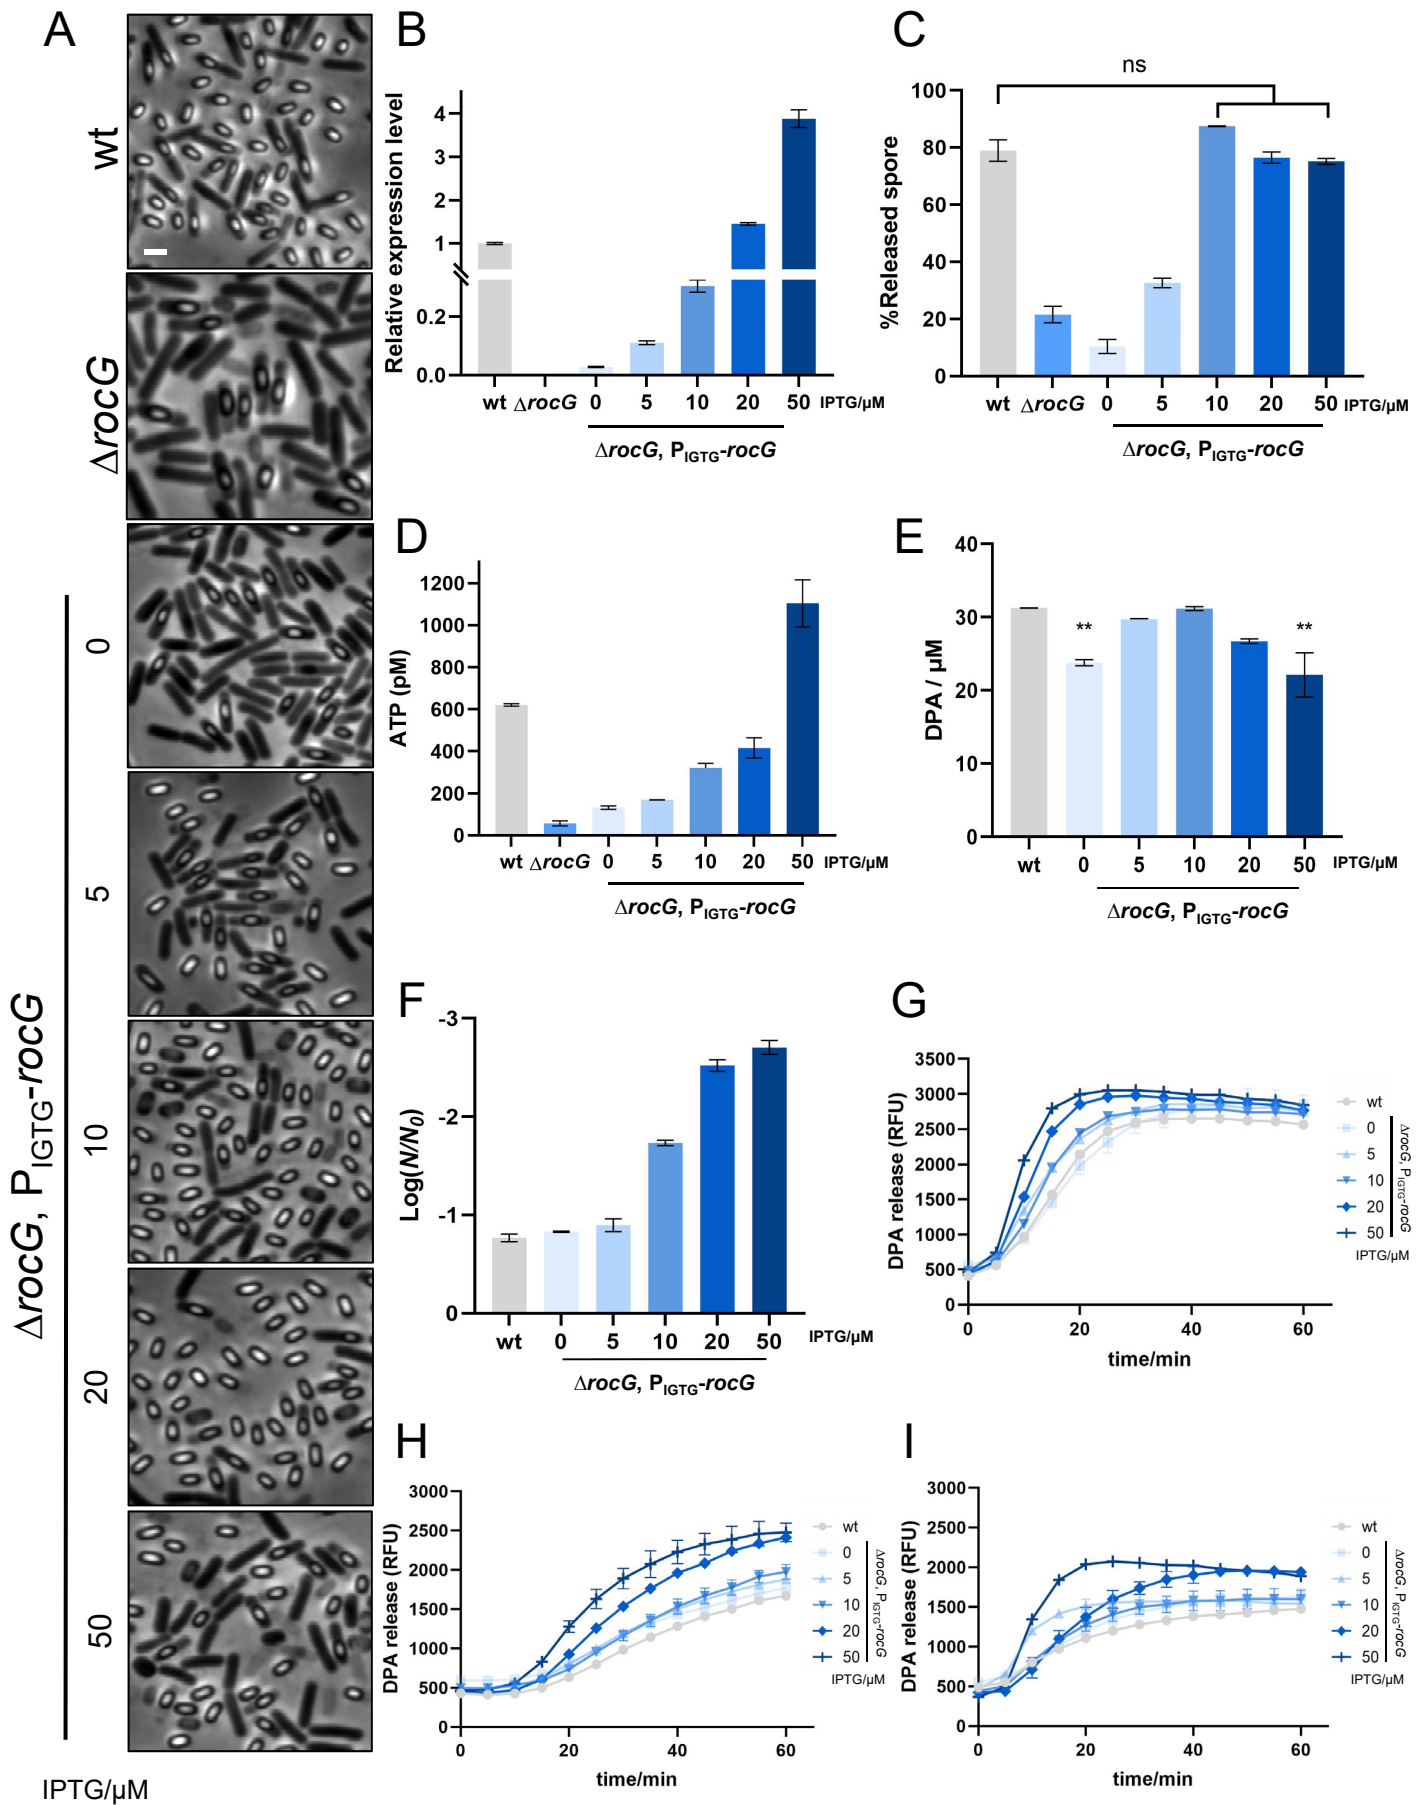 A
wt
ΔrocG
0
5
10
20
50
ΔrocG, PIGTG-rocG
IPTG/μM
B
Relative expression level
4
3
2
1
0.2
0.0
wt ΔrocG 0 5 10 20 50 IPTG/μM
ΔrocG, PIGTG-rocG
C
ns
%Released spore
100
80
60
40
20
0
wt ΔrocG 0 5 10 20 50 IPTG/μM
ΔrocG, PIGTG-rocG
D
ATP (pM)
1200
1000
800
600
400
200
0
wt ΔrocG 0 5 10 20 50 IPTG/μM
ΔrocG, PIGTG-rocG
E
DPA / μM
40
30
20
10
0
** **
wt 0 5 10 20 50 IPTG/μM
ΔrocG, PIGTG-rocG
F
Log(N/N0)
-3
-2
-1
0
wt 0 5 10 20 50 IPTG/μM
ΔrocG, PIGTG-rocG
G
DPA release (RFU)
3500
3000
2500
2000
1500
1000
500
0
0 20 40 60
time/min
wt
0
5
10
20
50
ΔrocG, PIGTG-rocG
IPTG/μM
H
DPA release (RFU)
3000
2500
2000
1500
1000
500
0
0 20 40 60
time/min
wt
0
5
10
20
50
ΔrocG, PIGTG-rocG
IPTG/μM
I
DPA release (RFU)
3000
2500
2000
1500
1000
500
0
0 20 40 60
time/min
wt
0
5
10
20
50
ΔrocG, PIGTG-rocG
IPTG/μM